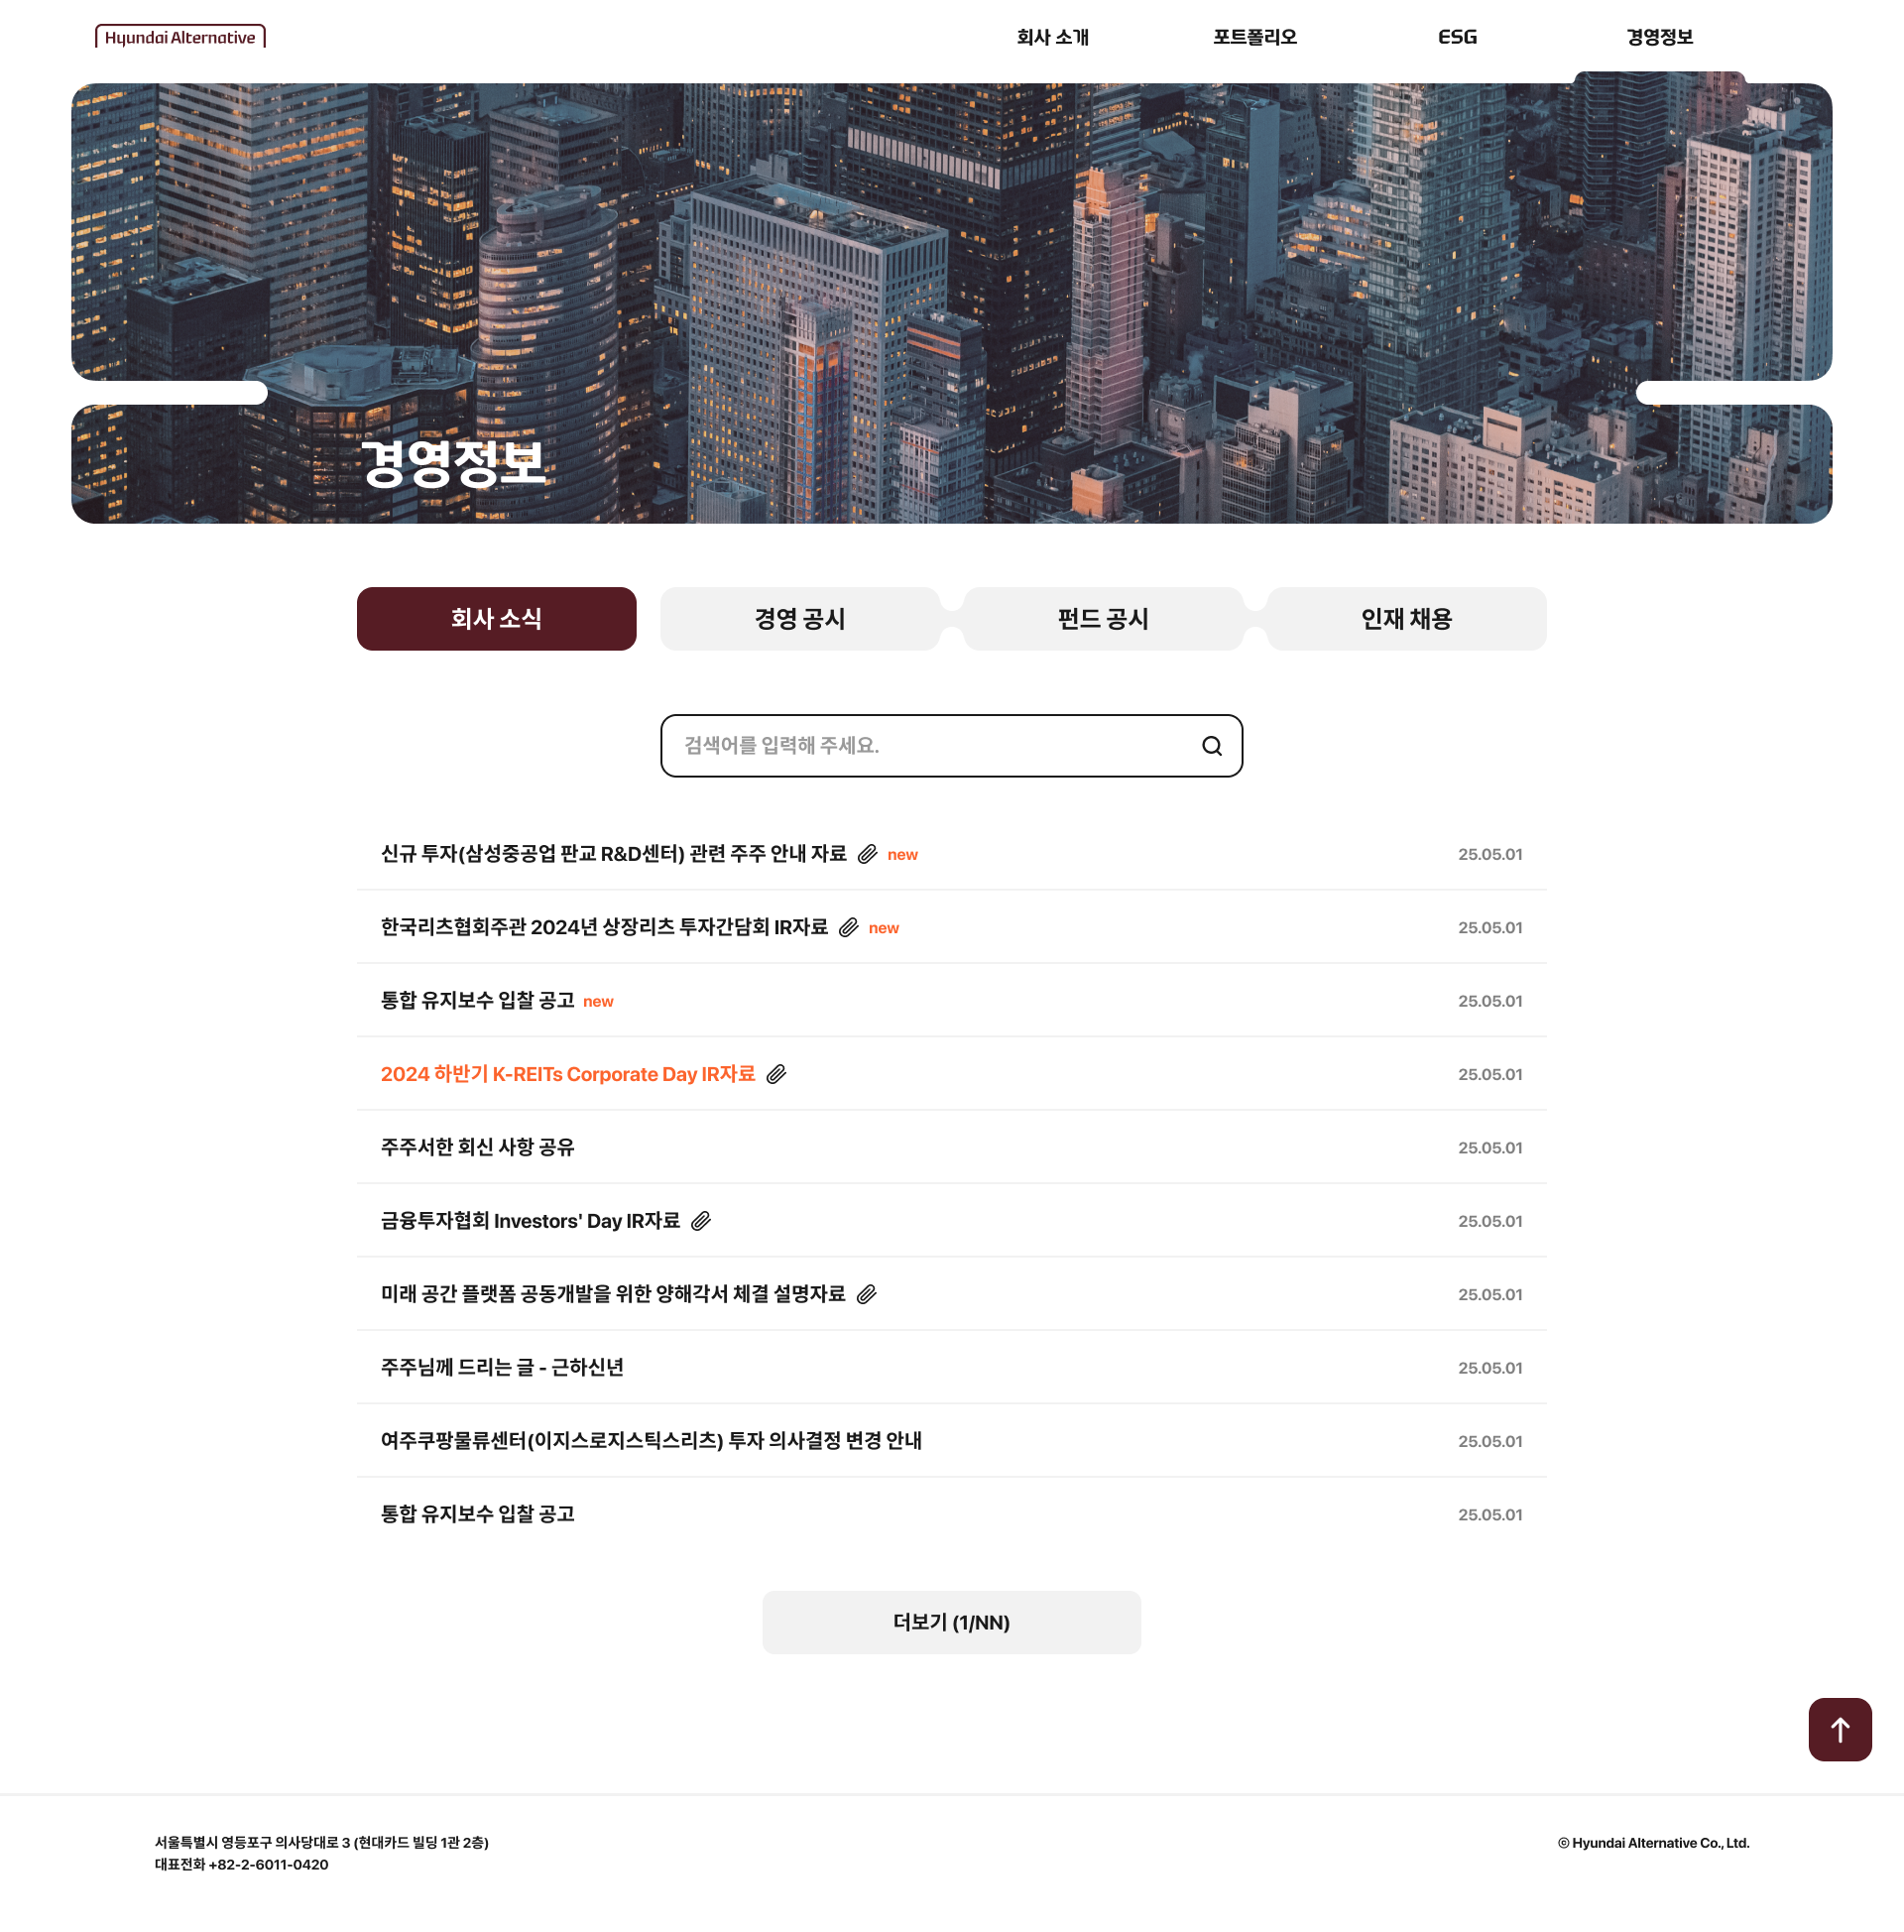 Hyundai Alternative
회사 소개
포트폴리오
ESG
경영정보
경영정보
회사 소식
경영 공시
펀드 공시
인재 채용
검색어를 입력해 주세요.
신규 투자(삼성중공업 판교 R&D센터) 관련 주주 안내 자료 new 25.05.01
한국리츠협회주관 2024년 상장리츠 투자간담회 IR자료 new 25.05.01
통합 유지보수 입찰 공고 new 25.05.01
2024 하반기 K-REITs Corporate Day IR자료 25.05.01
주주서한 회신 사항 공유 25.05.01
금융투자협회 Investors' Day IR자료 25.05.01
미래 공간 플랫폼 공동개발을 위한 양해각서 체결 설명자료 25.05.01
주주님께 드리는 글 - 근하신년 25.05.01
여주쿠팡물류센터(이지스로지스틱스리츠) 투자 의사결정 변경 안내 25.05.01
통합 유지보수 입찰 공고 25.05.01
더보기 (1/NN)
서울특별시 영등포구 의사당대로 3 (현대카드 빌딩 1관 2층)
대표전화 +82-2-6011-0420
© Hyundai Alternative Co., Ltd.